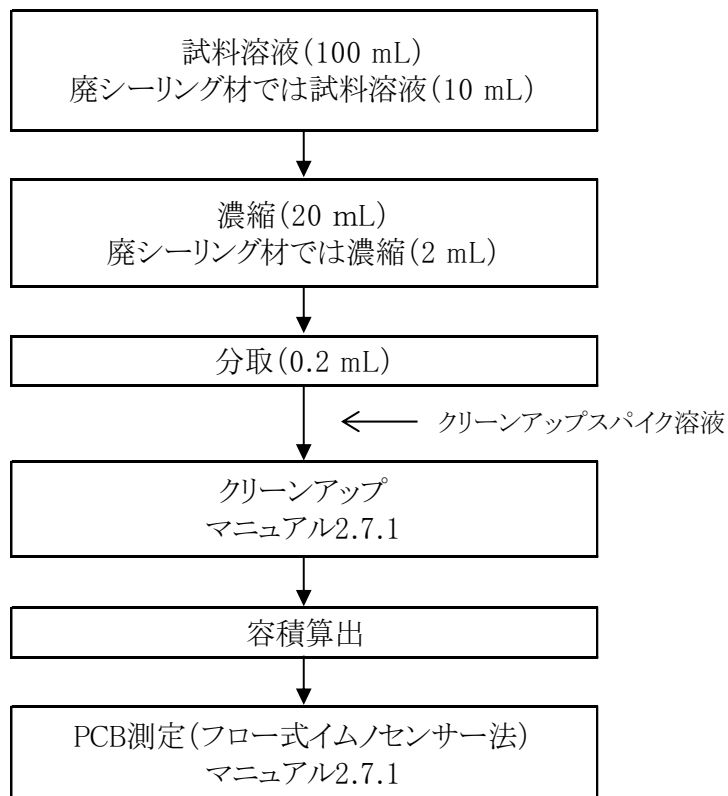 試料溶液(100 mL)
廃シーリング材では試料溶液(10 mL)
濃縮(20 mL)
廃シーリング材では濃縮(2 mL)
分取(0.2 mL)
クリーンアップスパイク溶液
クリーンアップ
マニュアル2.7.1
容積算出
PCB測定(フロー式イムノセンサー法)
マニュアル2.7.1